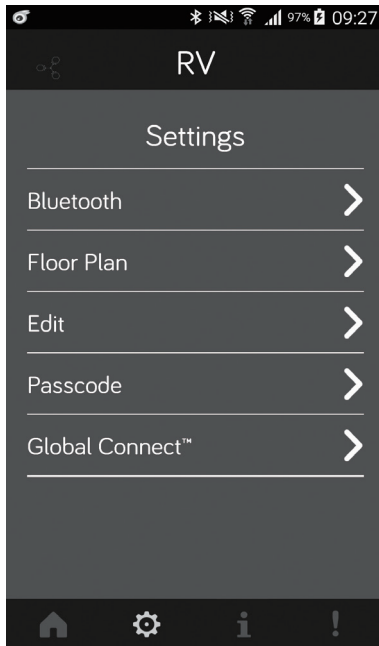 97% 09:27
RV
Settings
Bluetooth
Floor Plan
Edit
Passcode
Global Connect™